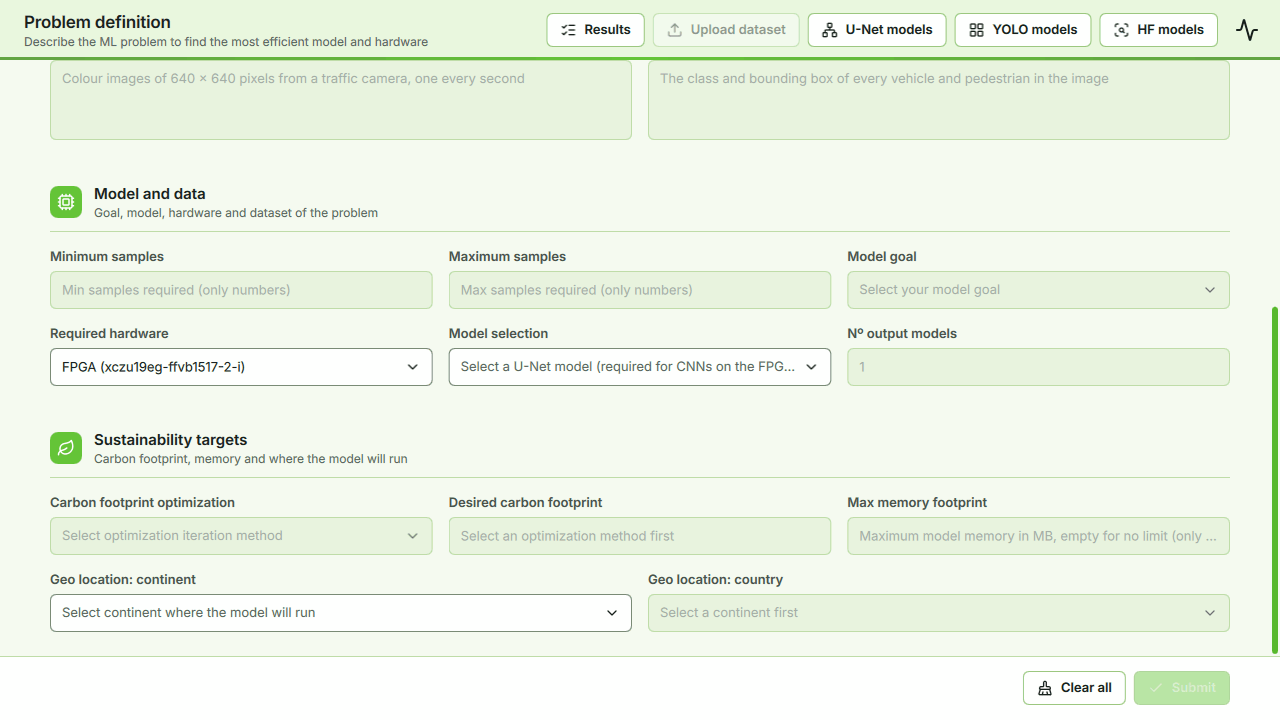 Problem definition
Describe the ML problem to find the most efficient model and hardware
Results
Upload dataset
U-Net models
YOLO models
HF models
Colour images of 640 × 640 pixels from a traffic camera, one every second
The class and bounding box of every vehicle and pedestrian in the image
Model and data
Goal, model, hardware and dataset of the problem
Minimum samples
Maximum samples
Model goal
Min samples required (only numbers)
Max samples required (only numbers)
Select your model goal
Required hardware
Model selection
Nº output models
FPGA (xczu19eg-ffvb1517-2-i)
Select a U-Net model (required for CNNs on the FPG...
1
Sustainability targets
Carbon footprint, memory and where the model will run
Carbon footprint optimization
Desired carbon footprint
Max memory footprint
Select optimization iteration method
Select an optimization method first
Maximum model memory in MB, empty for no limit (only ...
Geo location: continent
Geo location: country
Select continent where the model will run
Select a continent first
Clear all
Submit